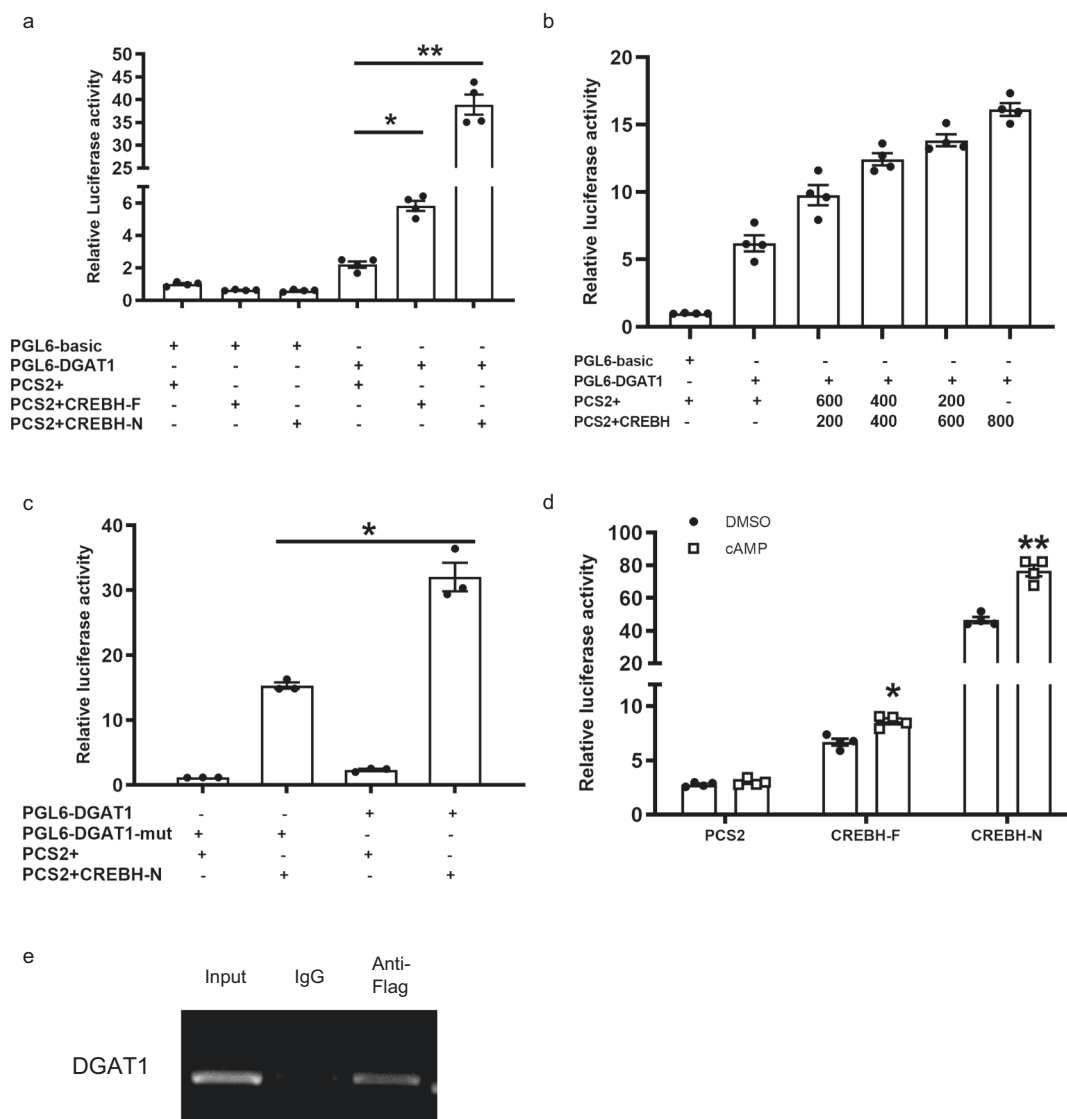 a
**
*
50
45
40
35
30
25
6
4
2
0
Relative Luciferase activity
PGL6-basic + + + - - -
PGL6-DGAT1 - - - + + +
PCS2+ + - - + - -
PCS2+CREBH-F - + - - + -
PCS2+CREBH-N - - + - - +
b
20
15
10
5
0
Relative luciferase activity
PGL6-basic + - - - - -
PGL6-DGAT1 - + + + + +
PCS2+ + + 600 400 200 -
PCS2+CREBH - - 200 400 600 800
c
*
40
30
20
10
0
Relative luciferase activity
PGL6-DGAT1 - - + +
PGL6-DGAT1-mut + + - -
PCS2+ + - + -
PCS2+CREBH-N - + - +
d
DMSO
cAMP
**
*
100
80
60
40
20
10
5
0
Relative luciferase activity
PCS2 CREBH-F CREBH-N
e
Input IgG Anti-
Flag
DGAT1